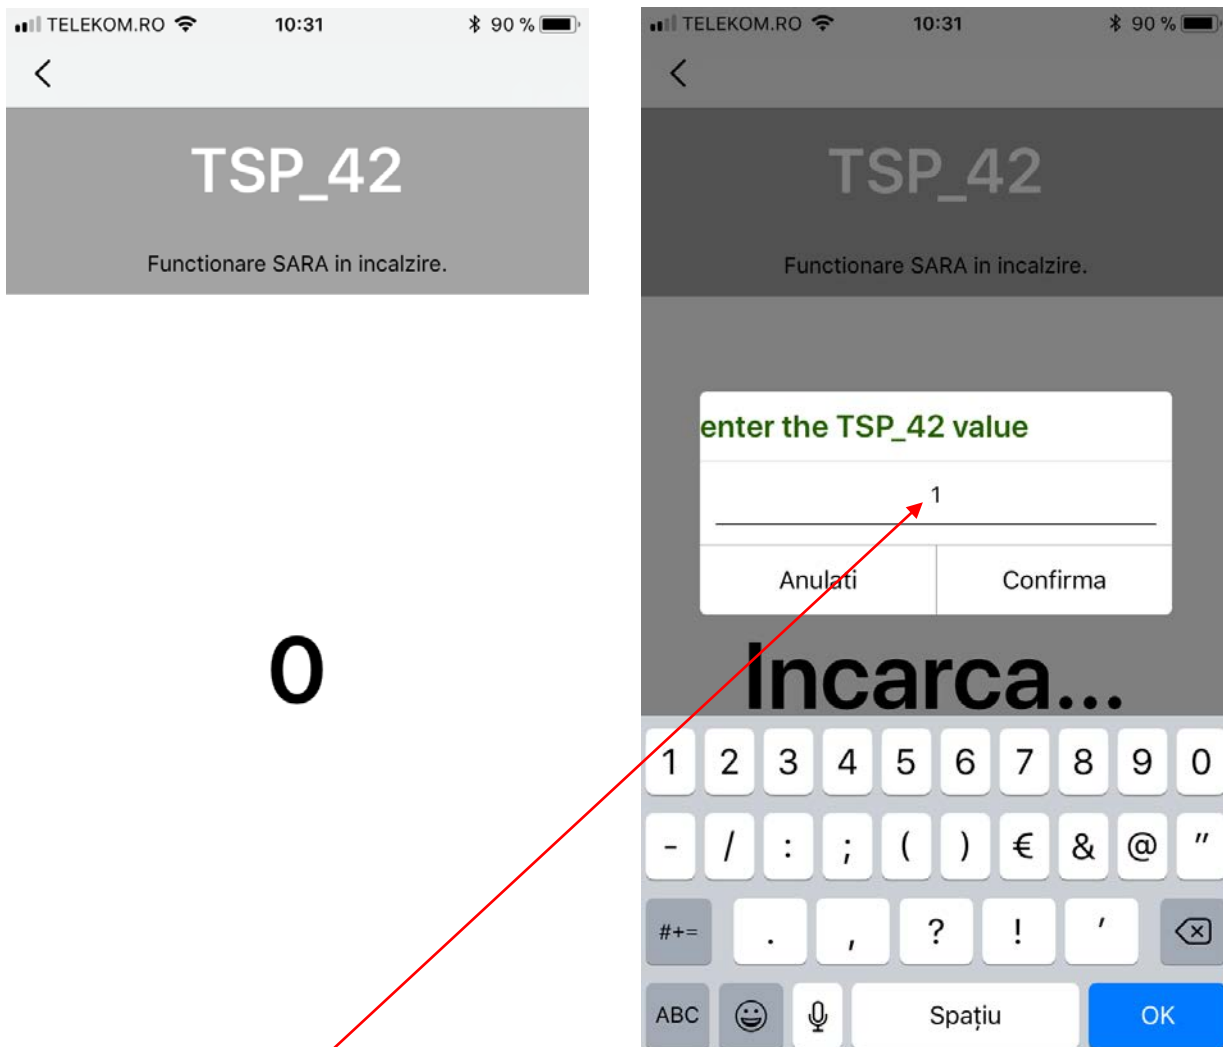 TELEKOM.RO 10:31 90 %
TSP_42
Functionare SARA in incalzire.
0
TELEKOM.RO 10:31 90 %
TSP_42
Functionare SARA in incalzire.
enter the TSP_42 value
1
Anulati Confirma
Incarca...
1 2 3 4 5 6 7 8 9 0
- / : ; ( ) € & @ "
#+= . , ? ! '
ABC Spațiu OK